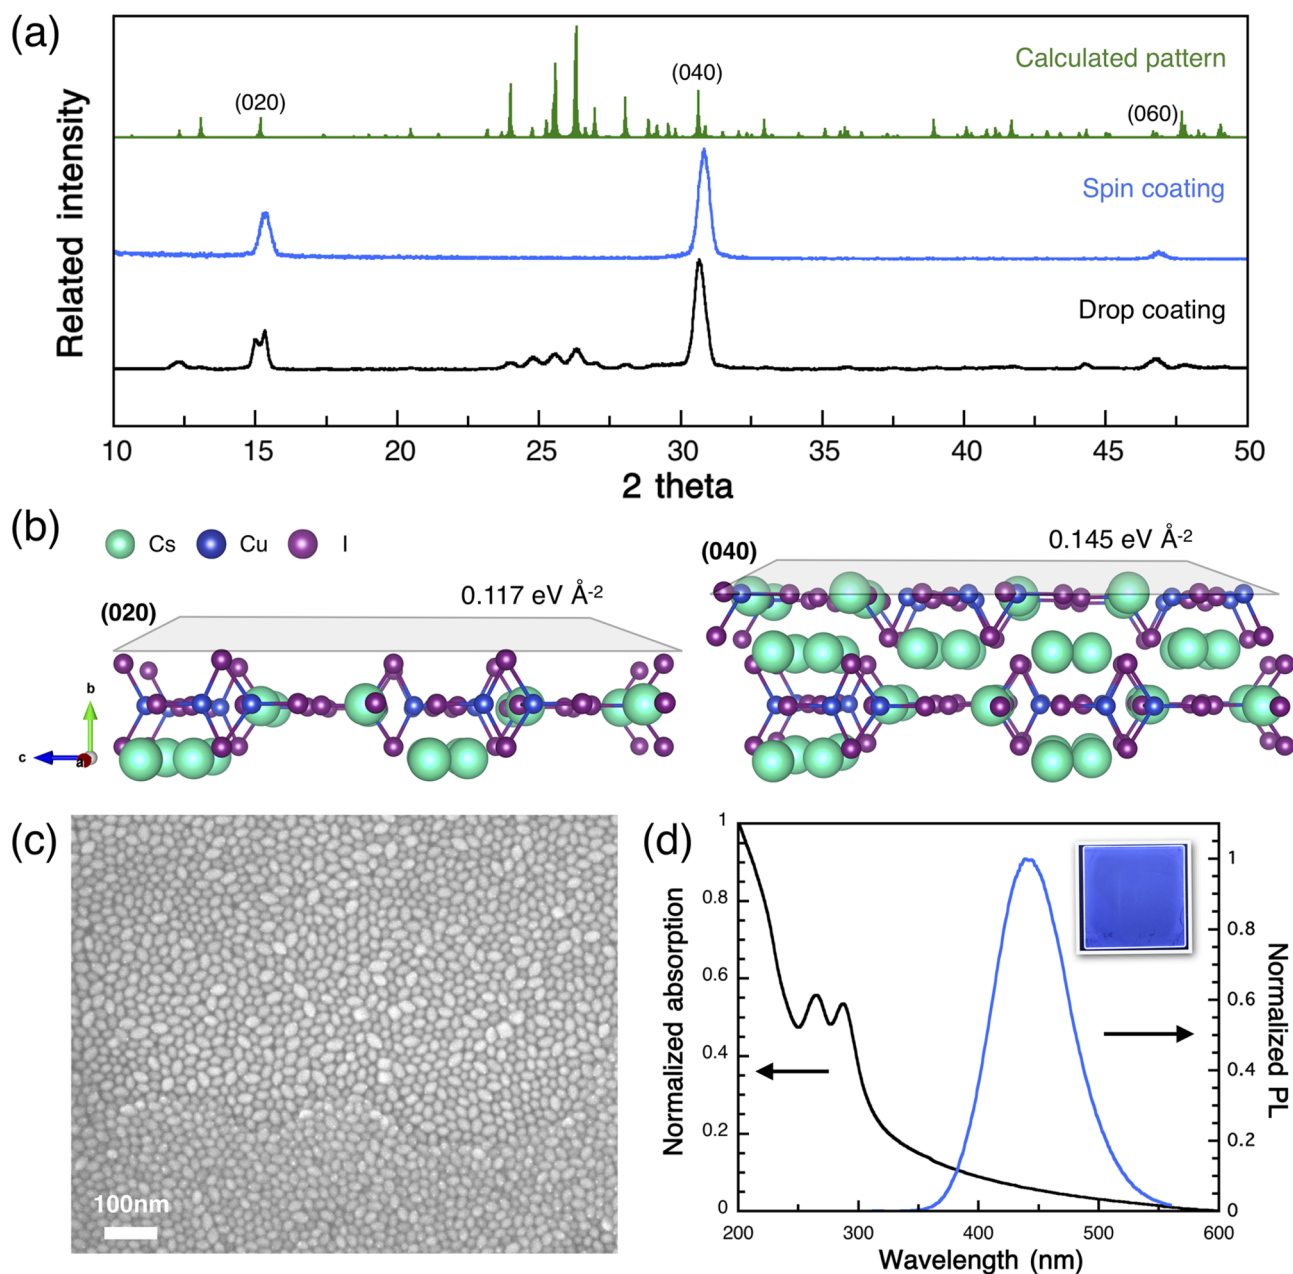 (a)
Calculated pattern
(020)
(040)
(060)
Spin coating
Drop coating
Related intensity
10 15 20 25 30 35 40 45 50
2 theta
(b)
Cs Cu I
(020)
0.117 eV Å-2
(040)
0.145 eV Å-2
b
c
a
(c)
100nm
(d)
Normalized absorption
1
0.8
0.6
0.4
0.2
0
Normalized PL
1
0.8
0.6
0.4
0.2
0
200 300 400 500 600
Wavelength (nm)